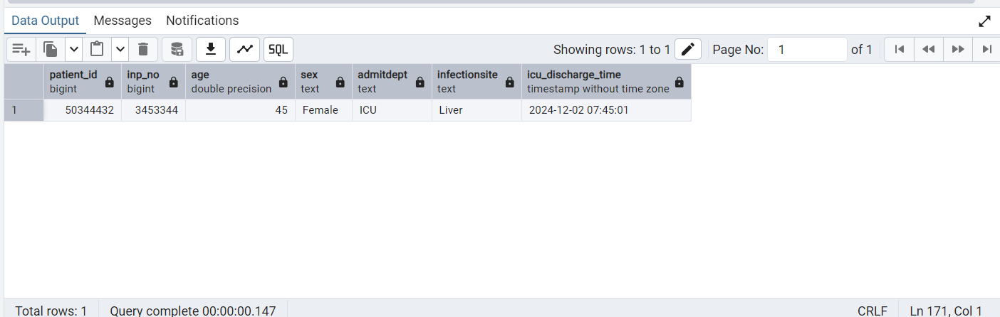 Data Output Messages Notifications
SQL Showing rows: 1 to 1 Page No: 1 of 1
patient_id inp_no age sex admitdept infectionsite icu_discharge_time
bigint bigint double precision text text text timestamp without time zone
1 50344432 3453344 45 Female ICU Liver 2024-12-02 07:45:01
Total rows: 1 Query complete 00:00:00.147 CRLF Ln 171, Col 1